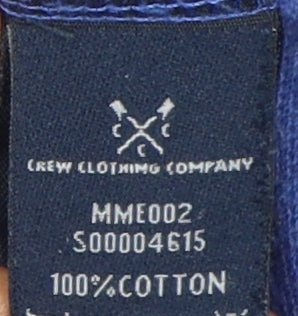 C C
C
CREW CLOTHING COMPANY
MME002
S00004615
100%COTTON